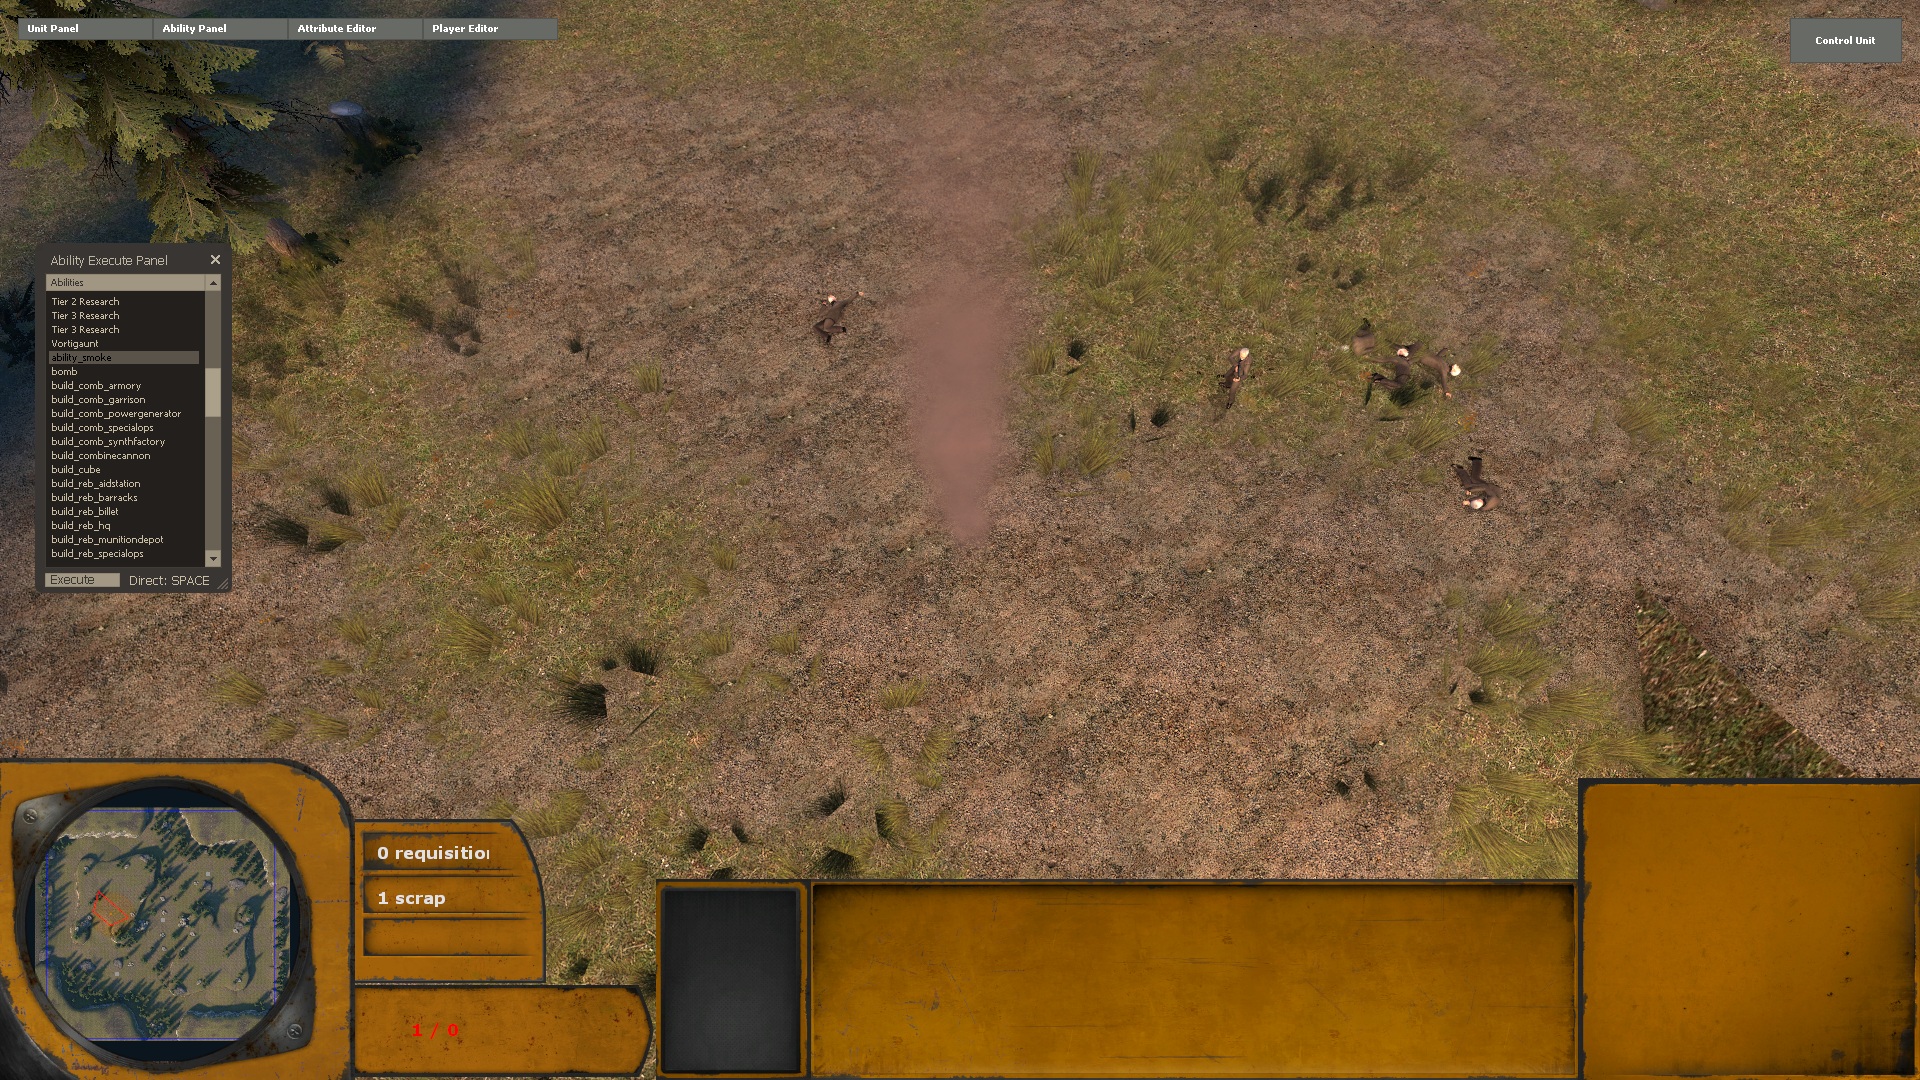 Unit Panel
Ability Panel
Attribute Editor
Player Editor
Control Unit
Ability Execute Panel
Abilities
Tier 2 Research
Tier 3 Research
Tier 3 Research
Vortigaunt
ability_smoke
bomb
build_comb_armory
build_comb_garrison
build_comb_powergenerator
build_comb_specialops
build_comb_synthfactory
build_combinecannon
build_cube
build_reb_aidstation
build_reb_barracks
build_reb_billet
build_reb_hq
build_reb_munitiondepot
build_reb_specialops
Execute
Direct: SPACE
0 requisition
1 scrap
1 / 0